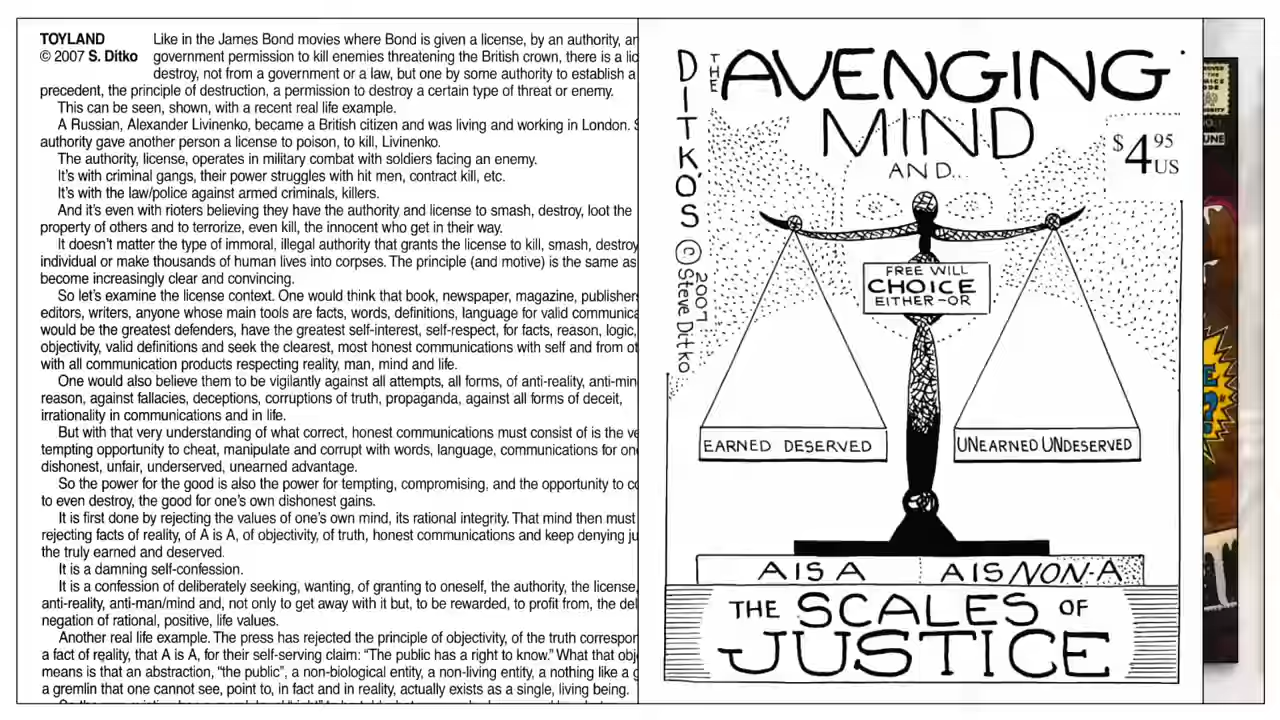 TOYLAND
© 2007 S. Ditko
Like in the James Bond movies where Bond is given a license, by an authority,
government permission to kill enemies threatening the British crown, there is a
destroy, not from a government or a law, but one by some authority to establish a
precedent, the principle of destruction, a permission to destroy a certain type of threat or enemy.
This can be seen, shown, with a recent real life example.
A Russian, Alexander Livinenko, became a British citizen and was living and working in London.
authority gave another person a license to poison, to kill, Livinenko.
The authority, license, operates in military combat with soldiers facing an enemy.
It's with criminal gangs, their power struggles with hit men, contract kill, etc.
It's with the law/police against armed criminals, killers.
And it's even with rioters believing they have the authority and license to smash, destroy, loot the
property of others and to terrorize, even kill, the innocent who get in their way.
It doesn't matter the type of immoral, illegal authority that grants the license to kill, smash, destroy
individual or make thousands of human lives into corpses. The principle (and motive) is the same as
become increasingly clear and convincing.
So let's examine the license context. One would think that book, newspaper, magazine, publisher
editors, writers, anyone whose main tools are facts, words, definitions, language for valid
would be the greatest defenders, have the greatest self-interest, self-respect, for facts, reason, logic,
objectivity, valid definitions and seek the clearest, most honest communications with self and from
with all communication products respecting reality, man, mind and life.
One would also believe them to be vigilantly against all attempts, all forms, of anti-reality,
reason, against fallacies, deceptions, corruptions of truth, propaganda, against all forms of deceit,
irrationality in communications and in life.
But with that very understanding of what correct, honest communications must consist of is the
tempting opportunity to cheat, manipulate and corrupt with words, language, communications for
dishonest, unfair, underserved, unearned advantage.
So the power for the good is also the power for tempting, compromising, and the opportunity to
to even destroy, the good for one's own dishonest gains.
It is first done by rejecting the values of one's own mind, its rational integrity. That mind then must
rejecting facts of reality, of A is A, of objectivity, of truth, honest communications and keep denying
the truly earned and deserved.
It is a damning self-confession.
It is a confession of deliberately seeking, wanting, of granting to oneself, the authority, the license,
anti-reality, anti-man/mind and, not only to get away with it but, to be rewarded, to profit from, the
negation of rational, positive, life values.
Another real life example. The press has rejected the principle of objectivity, of the truth
a fact of reality, that A is A, for their self-serving claim: "The public has a right to know." What that
means is that an abstraction, "the public", a non-biological entity, a non-living entity, a nothing like a
a gremlin that one cannot see, point to, in fact and in reality, actually exists as a single, living being.
DITKO'S © 2007 Steve Ditko
THE AVENGING
MIND
AND...
$4.95 US
FREE WILL
CHOICE
EITHER-OR
EARNED DESERVED
UNEARNED UNDESERVED
A IS A
A IS NON-A
THE SCALES OF
JUSTICE